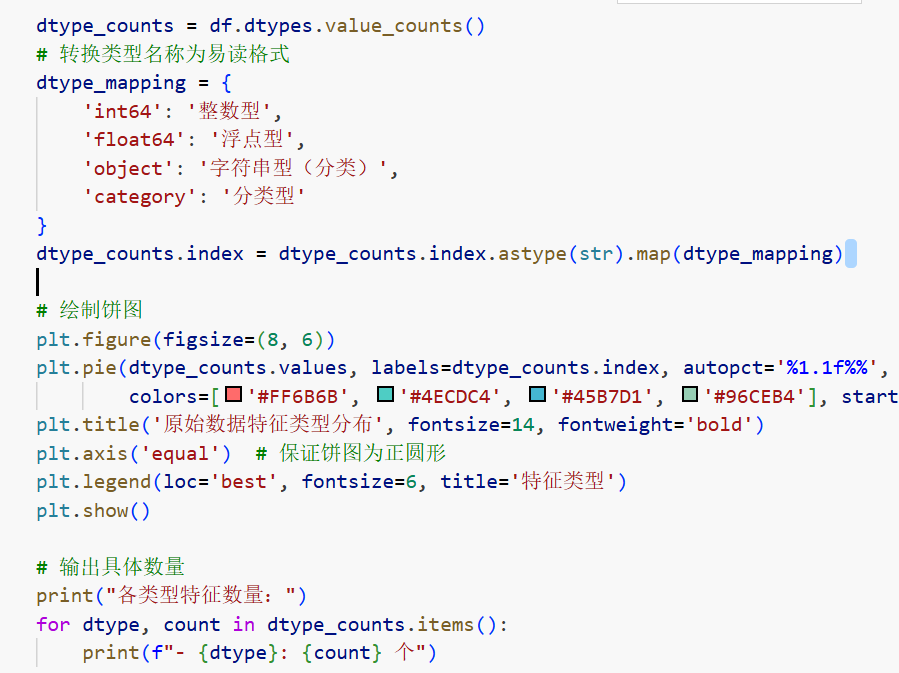 dtype_counts = df.dtypes.value_counts()
# 转换类型名称为易读格式
dtype_mapping = {
    'int64': '整数型',
    'float64': '浮点型',
    'object': '字符串型（分类）',
    'category': '分类型'
}
dtype_counts.index = dtype_counts.index.astype(str).map(dtype_mapping)
# 绘制饼图
plt.figure(figsize=(8, 6))
plt.pie(dtype_counts.values, labels=dtype_counts.index, autopct='%1.1f%%',
        colors=['#FF6B6B', '#4ECDC4', '#45B7D1', '#96CEB4'], start
plt.title('原始数据特征类型分布', fontsize=14, fontweight='bold')
plt.axis('equal')  # 保证饼图为正圆形
plt.legend(loc='best', fontsize=6, title='特征类型')
plt.show()
# 输出具体数量
print("各类型特征数量：")
for dtype, count in dtype_counts.items():
    print(f"- {dtype}: {count} 个")